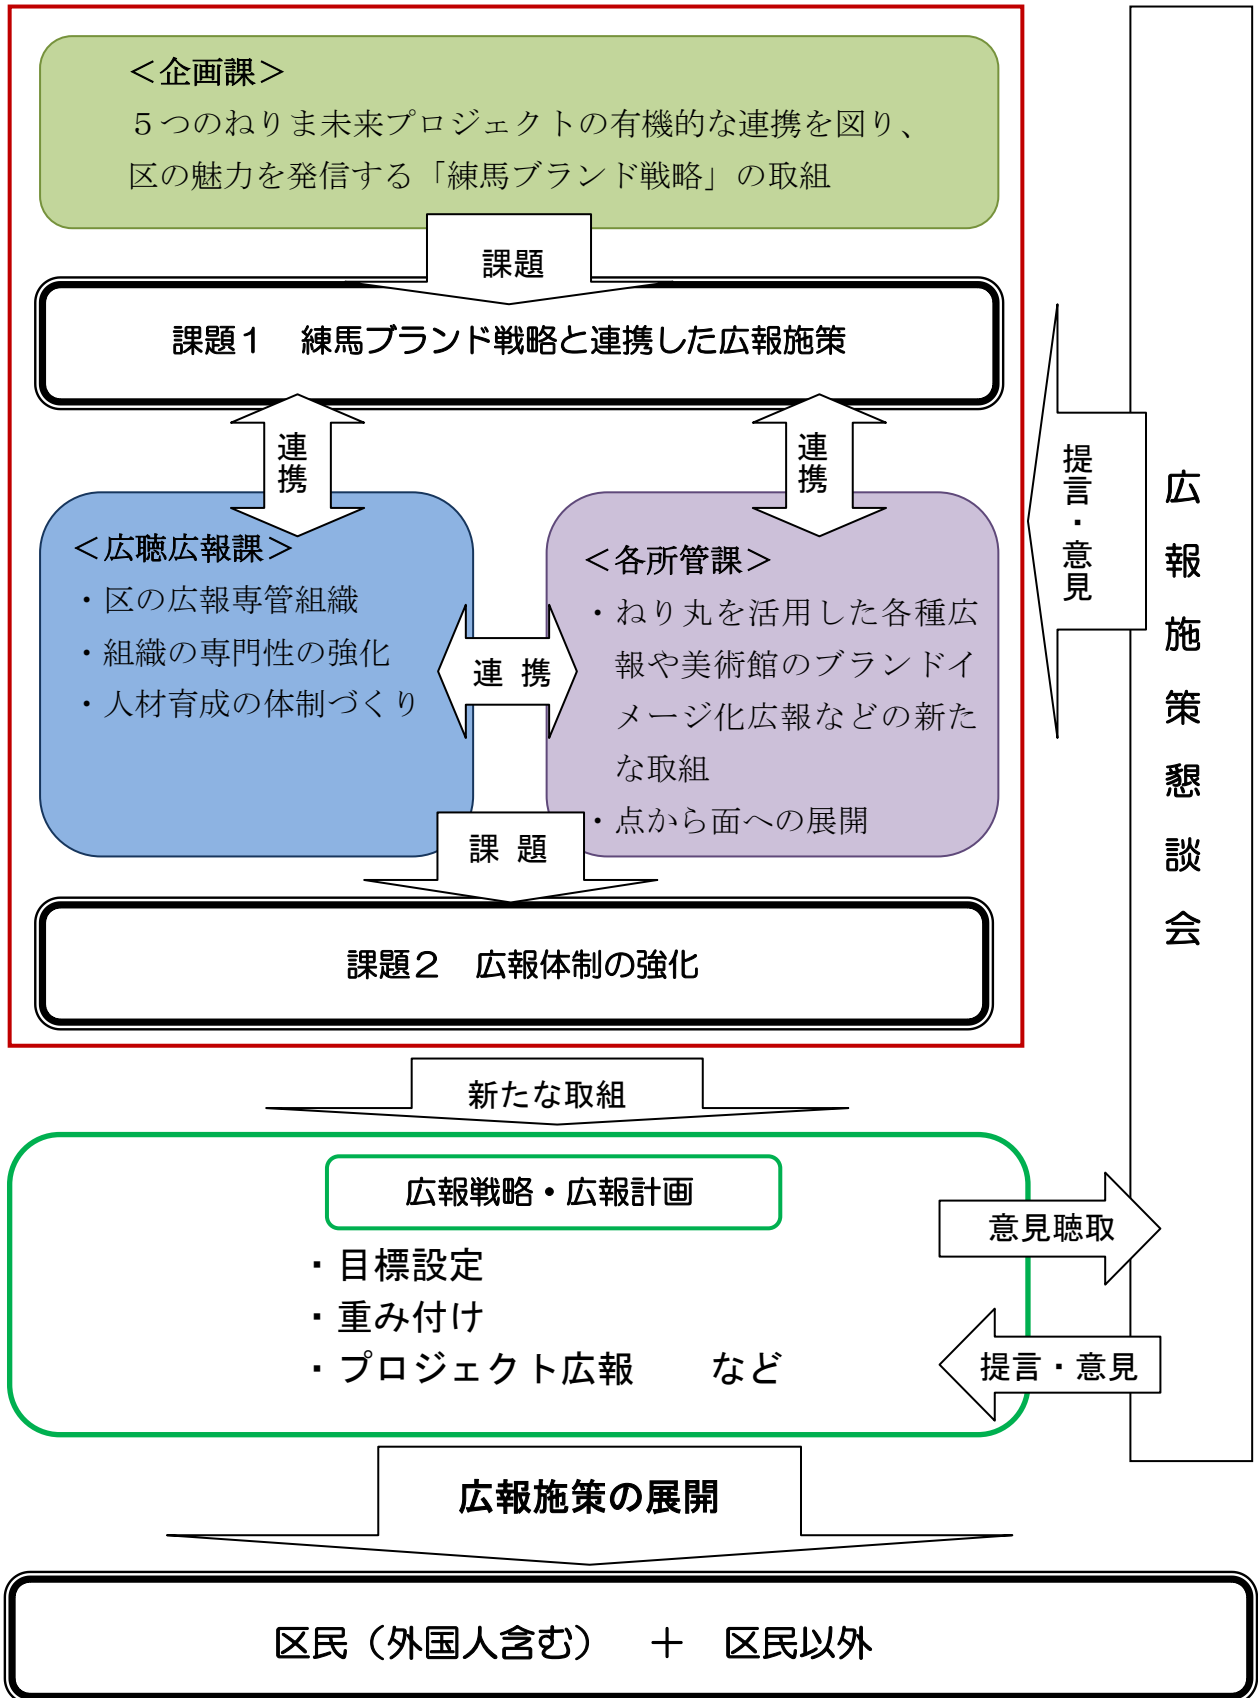 ＜企画課＞
５つのねりま未来プロジェクトの有機的な連携を図り、
区の魅力を発信する「練馬ブランド戦略」の取組
課題
課題１　練馬ブランド戦略と連携した広報施策
連携
連携
提言・意見
広報施策懇談会
＜広聴広報課＞
・区の広報専管組織
・組織の専門性の強化
・人材育成の体制づくり
連 携
＜各所管課＞
・ねり丸を活用した各種広
報や美術館のブランドイ
メージ化広報などの新た
な取組
・点から面への展開
課 題
課題２　広報体制の強化
新たな取組
広報戦略・広報計画
・目標設定
・重み付け
・プロジェクト広報　　など
意見聴取
提言・意見
広報施策の展開
区民（外国人含む）　＋　区民以外